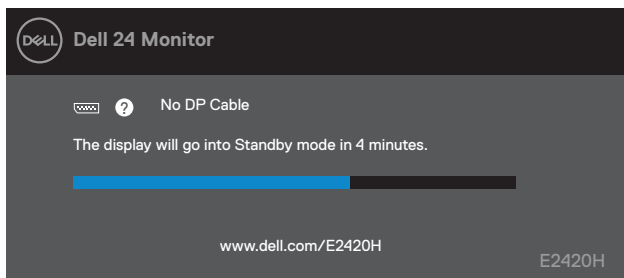 DELL Dell 24 Monitor
? No DP Cable
The display will go into Standby mode in 4 minutes.
www.dell.com/E2420H
E2420H